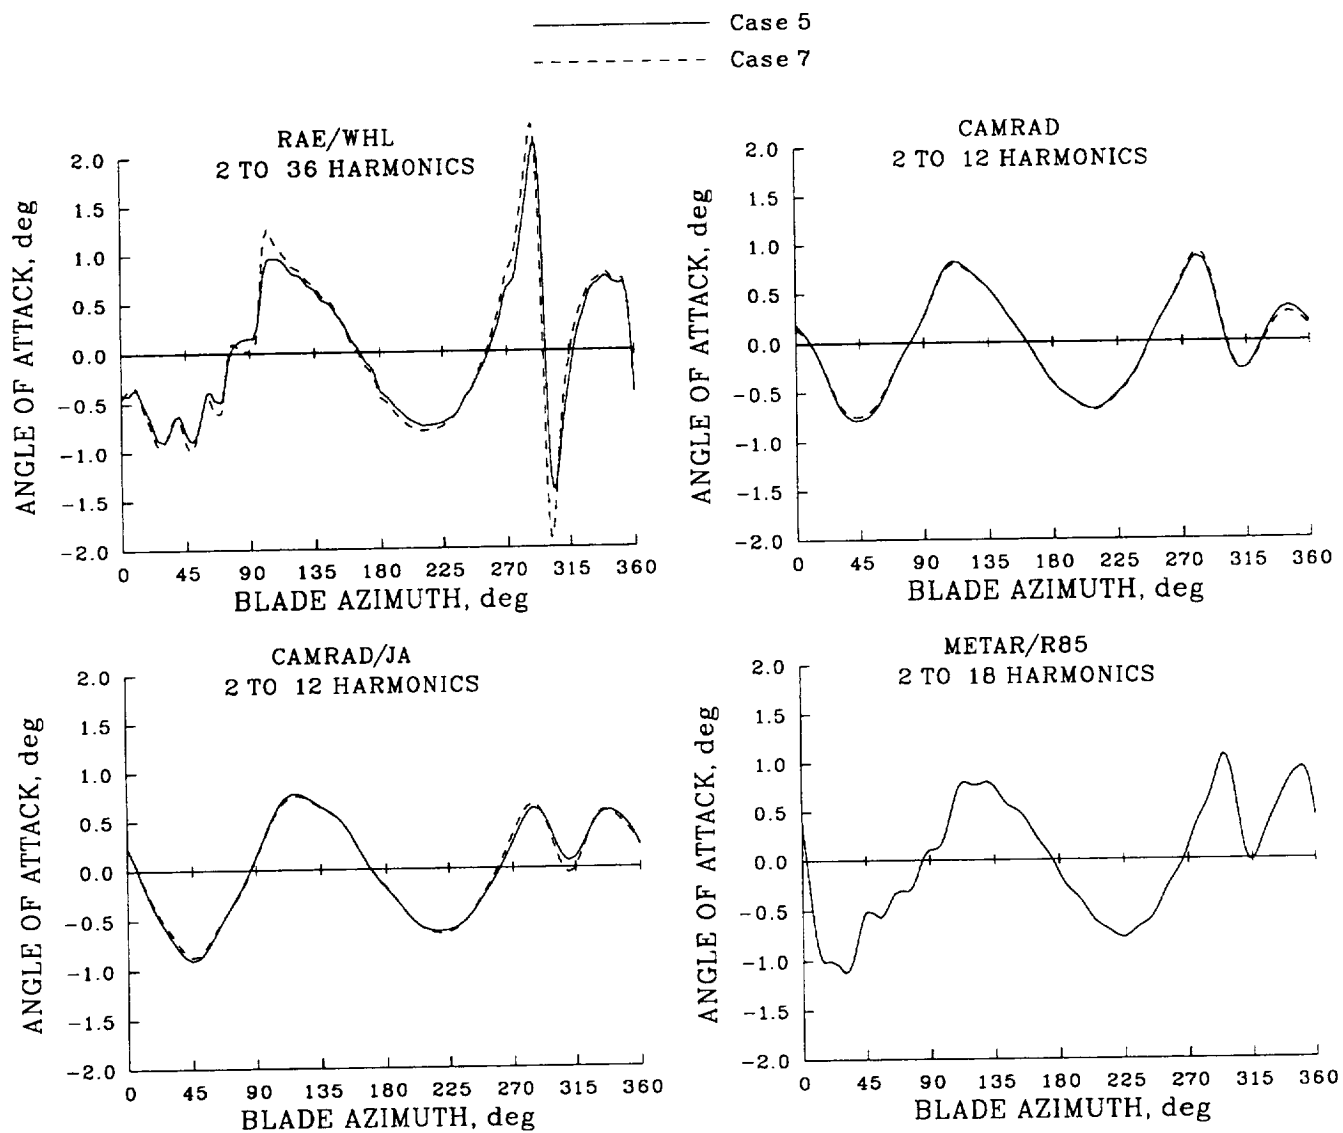 Case 5
Case 7
RAE/WHL
2 TO 36 HARMONICS
ANGLE OF ATTACK, deg
2.0
1.5
1.0
0.5
0.0
−0.5
−1.0
−1.5
−2.0
0 45 90 135 180 225 270 315 360
BLADE AZIMUTH, deg
CAMRAD
2 TO 12 HARMONICS
ANGLE OF ATTACK, deg
2.0
1.5
1.0
0.5
0.0
−0.5
−1.0
−1.5
−2.0
0 45 90 135 180 225 270 315 360
BLADE AZIMUTH, deg
CAMRAD/JA
2 TO 12 HARMONICS
ANGLE OF ATTACK, deg
2.0
1.5
1.0
0.5
0.0
−0.5
−1.0
−1.5
−2.0
0 45 90 135 180 225 270 315 360
BLADE AZIMUTH, deg
METAR/R85
2 TO 18 HARMONICS
ANGLE OF ATTACK, deg
2.0
1.5
1.0
0.5
0.0
−0.5
−1.0
−1.5
−2.0
0 45 90 135 180 225 270 315 360
BLADE AZIMUTH, deg